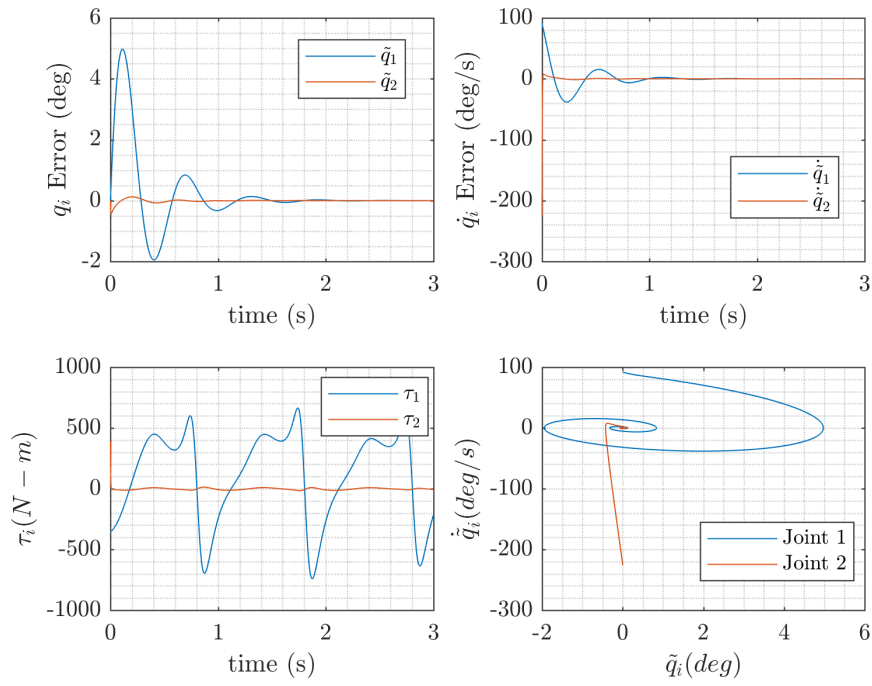 6
4
2
0
-2
q_i Error (deg)
q̃_1
q̃_2
0 1 2 3
time (s)
100
0
-100
-200
-300
q̇_i Error (deg/s)
q̃̇_1
q̃̇_2
0 1 2 3
time (s)
1000
500
0
-500
-1000
τ_i(N − m)
τ_1
τ_2
0 1 2 3
time (s)
100
0
-100
-200
-300
q̃̇_i(deg/s)
Joint 1
Joint 2
-2 0 2 4 6
q̃_i(deg)